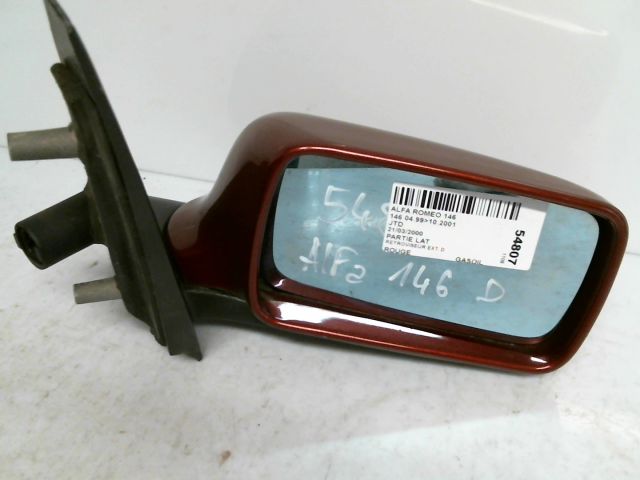 ALFA ROMEO 146
146 04.99>10.2001
JTD
21/03/2000
PARTIE LAT
RETROVISEUR EXT D
ROUGE GASOIL
54807
Alfa 146 D